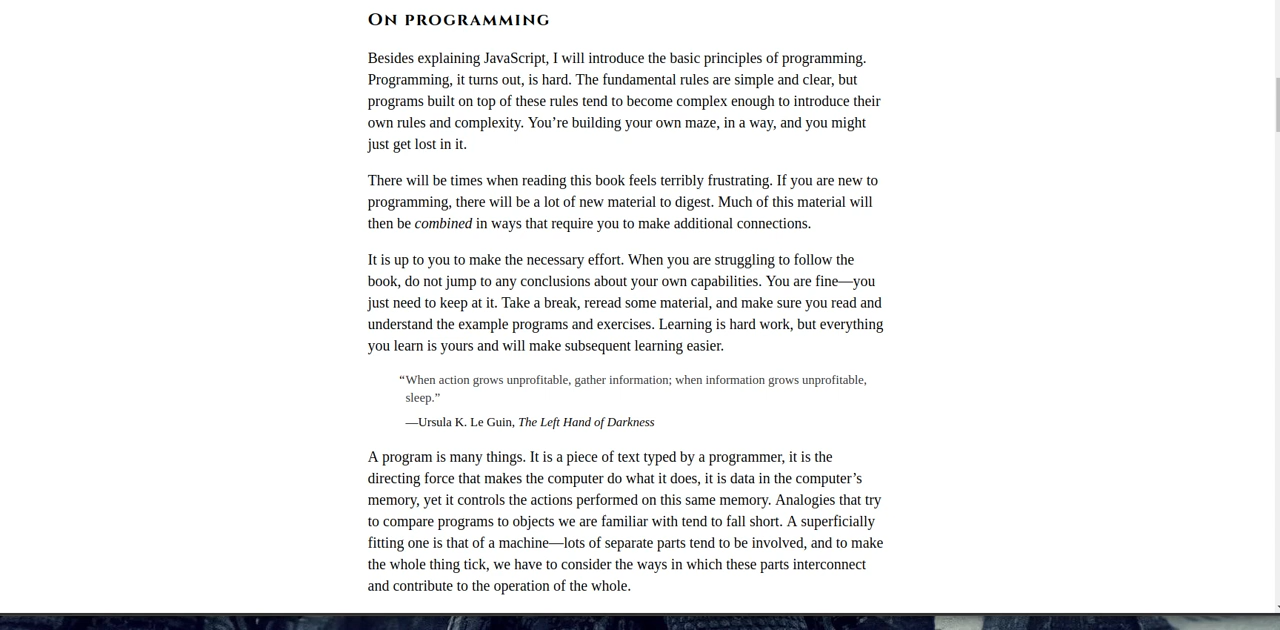 On programming
Besides explaining JavaScript, I will introduce the basic principles of programming.
Programming, it turns out, is hard. The fundamental rules are simple and clear, but
programs built on top of these rules tend to become complex enough to introduce their
own rules and complexity. You’re building your own maze, in a way, and you might
just get lost in it.
There will be times when reading this book feels terribly frustrating. If you are new to
programming, there will be a lot of new material to digest. Much of this material will
then be combined in ways that require you to make additional connections.
It is up to you to make the necessary effort. When you are struggling to follow the
book, do not jump to any conclusions about your own capabilities. You are fine—you
just need to keep at it. Take a break, reread some material, and make sure you read and
understand the example programs and exercises. Learning is hard work, but everything
you learn is yours and will make subsequent learning easier.
“When action grows unprofitable, gather information; when information grows unprofitable,
sleep.”
—Ursula K. Le Guin, The Left Hand of Darkness
A program is many things. It is a piece of text typed by a programmer, it is the
directing force that makes the computer do what it does, it is data in the computer’s
memory, yet it controls the actions performed on this same memory. Analogies that try
to compare programs to objects we are familiar with tend to fall short. A superficially
fitting one is that of a machine—lots of separate parts tend to be involved, and to make
the whole thing tick, we have to consider the ways in which these parts interconnect
and contribute to the operation of the whole.